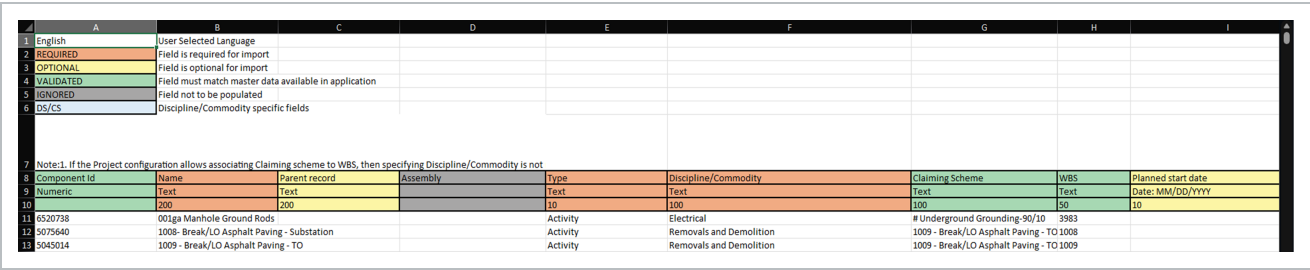 A B C D E F G H I
1 English User Selected Language
2 REQUIRED Field is required for import
3 OPTIONAL Field is optional for import
4 VALIDATED Field must match master data available in application
5 IGNORED Field not to be populated
6 DS/CS Discipline/Commodity specific fields
7 Note:1. If the Project configuration allows associating Claiming scheme to WBS, then specifying Discipline/Commodity is not
8 Component Id Name Parent record Assembly Type Discipline/Commodity Claiming Scheme WBS Planned start date
9 Numeric Text Text Text Text Text Text Date: MM/DD/YYYY
10 200 200 10 100 100 50 10
11 6520738 001ga Manhole Ground Rods Activity Electrical # Underground Grounding-90/10 3983
12 5075640 1008- Break/LO Asphalt Paving - Substation Activity Removals and Demolition 1009 - Break/LO Asphalt Paving - TO 1008
13 5045014 1009 - Break/LO Asphalt Paving - TO Activity Removals and Demolition 1009 - Break/LO Asphalt Paving - TO 1009